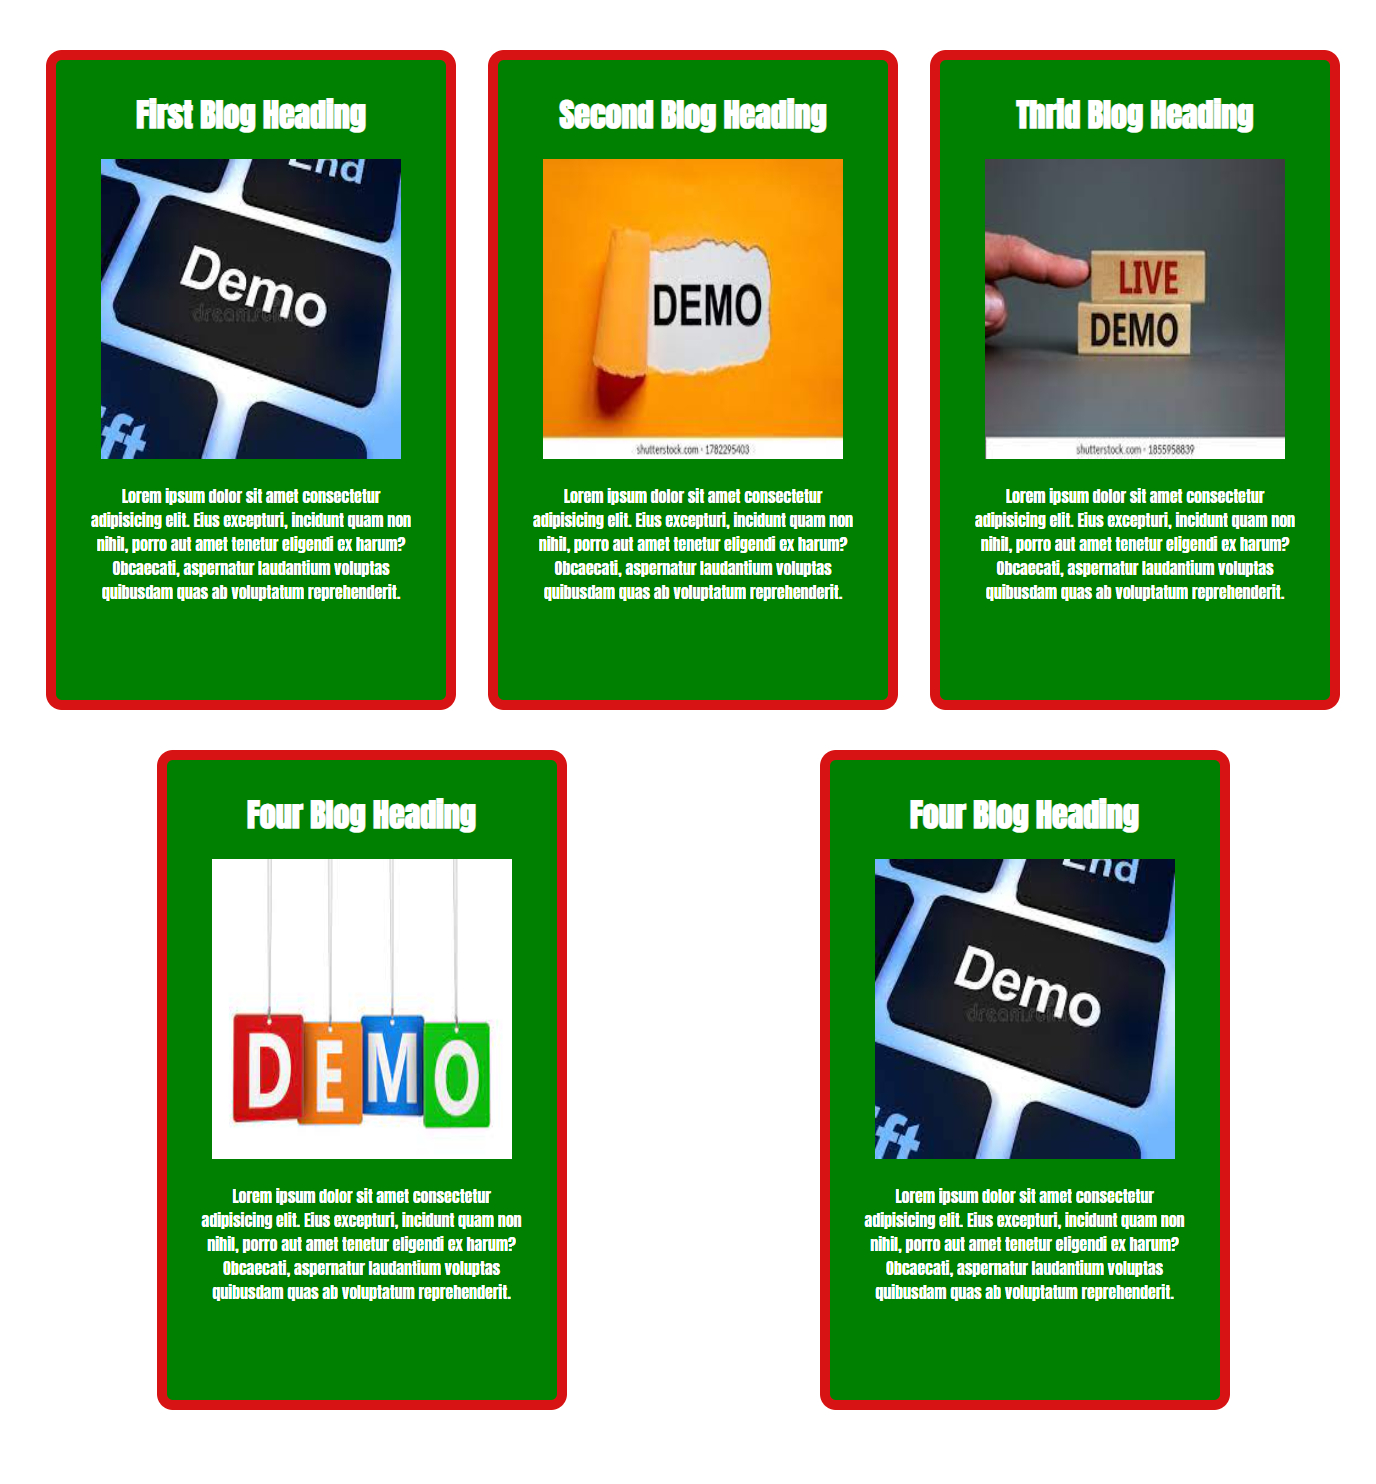 First Blog Heading
End
Demo
dreamstime
ift
Lorem ipsum dolor sit amet consectetur
adipisicing elit. Eius excepturi, incidunt quam non
nihil, porro aut amet tenetur eligendi ex harum?
Obcaecati, aspernatur laudantium voluptas
quibusdam quas ab voluptatum reprehenderit.
Second Blog Heading
DEMO
shutterstock.com · 1782295403
Lorem ipsum dolor sit amet consectetur
adipisicing elit. Eius excepturi, incidunt quam non
nihil, porro aut amet tenetur eligendi ex harum?
Obcaecati, aspernatur laudantium voluptas
quibusdam quas ab voluptatum reprehenderit.
Thrid Blog Heading
LIVE
DEMO
shutterstock.com · 1855958839
Lorem ipsum dolor sit amet consectetur
adipisicing elit. Eius excepturi, incidunt quam non
nihil, porro aut amet tenetur eligendi ex harum?
Obcaecati, aspernatur laudantium voluptas
quibusdam quas ab voluptatum reprehenderit.
Four Blog Heading
DEMO
Lorem ipsum dolor sit amet consectetur
adipisicing elit. Eius excepturi, incidunt quam non
nihil, porro aut amet tenetur eligendi ex harum?
Obcaecati, aspernatur laudantium voluptas
quibusdam quas ab voluptatum reprehenderit.
Four Blog Heading
End
Demo
dreamstime
ift
Lorem ipsum dolor sit amet consectetur
adipisicing elit. Eius excepturi, incidunt quam non
nihil, porro aut amet tenetur eligendi ex harum?
Obcaecati, aspernatur laudantium voluptas
quibusdam quas ab voluptatum reprehenderit.